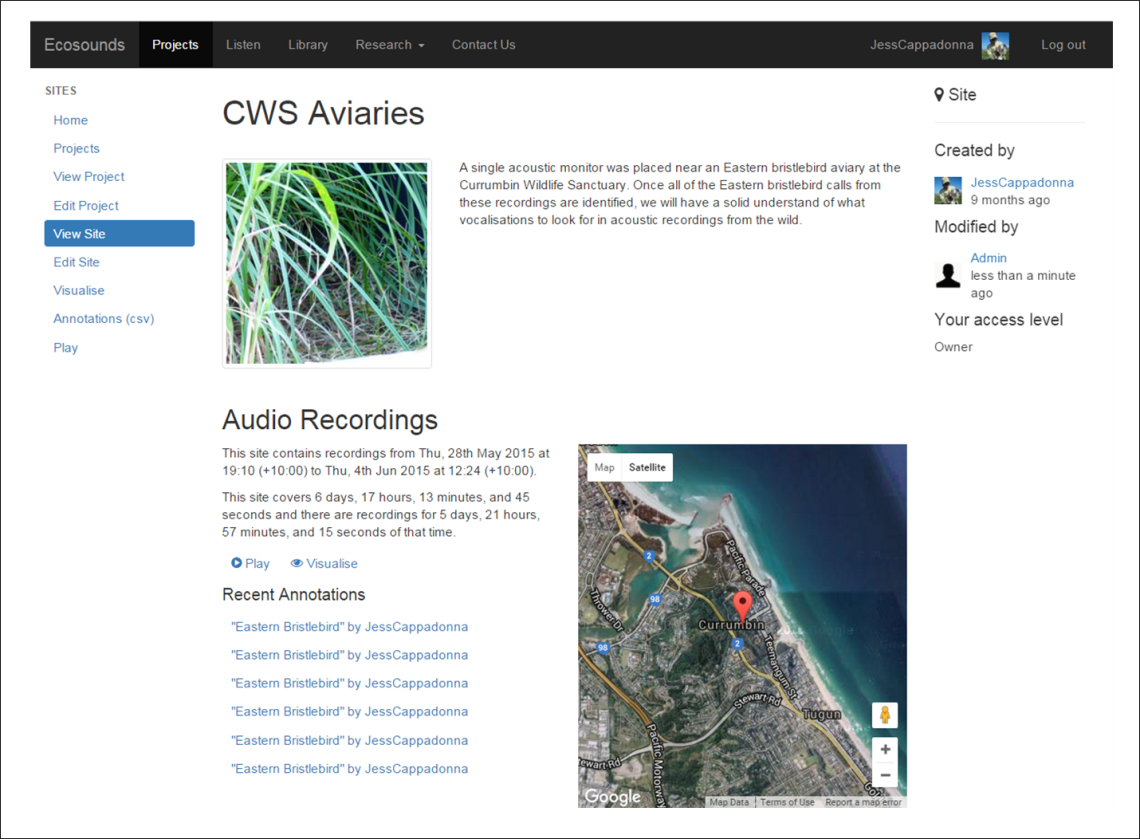 Ecosounds Projects Listen Library Research Contact Us JessCappadonna Log out
SITES
Home
Projects
View Project
Edit Project
View Site
Edit Site
Visualise
Annotations (csv)
Play
CWS Aviaries
A single acoustic monitor was placed near an Eastern bristlebird aviary at the
Currumbin Wildlife Sanctuary. Once all of the Eastern bristlebird calls from
these recordings are identified, we will have a solid understanding of what
vocalisations to look for in acoustic recordings from the wild.
Audio Recordings
This site contains recordings from Thu, 28th May 2015 at
19:10 (+10:00) to Thu, 4th Jun 2015 at 12:24 (+10:00).
This site covers 6 days, 17 hours, 13 minutes, and 45
seconds and there are recordings for 5 days, 21 hours,
57 minutes, and 15 seconds of that time.
Play Visualise
Recent Annotations
"Eastern Bristlebird" by JessCappadonna
"Eastern Bristlebird" by JessCappadonna
"Eastern Bristlebird" by JessCappadonna
"Eastern Bristlebird" by JessCappadonna
"Eastern Bristlebird" by JessCappadonna
"Eastern Bristlebird" by JessCappadonna
Map Satellite
2
Pacific Parade
98
Thrower Dr
Currumbin
2
98
Teemangum St
Stewart Rd
Tugun
Pacific Motorway
Stewart Rd
Google
Map Data Terms of Use Report a map error
Site
Created by
JessCappadonna
9 months ago
Modified by
Admin
less than a minute
ago
Your access level
Owner